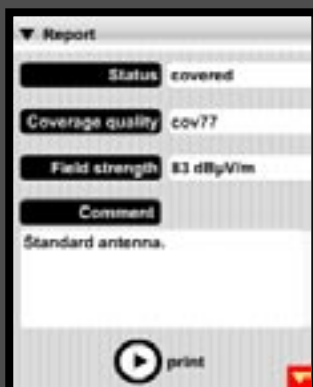 Report
Status covered
Coverage quality cov77
Field strength 83 dBµV/m
Comment
Standard antenna.
print